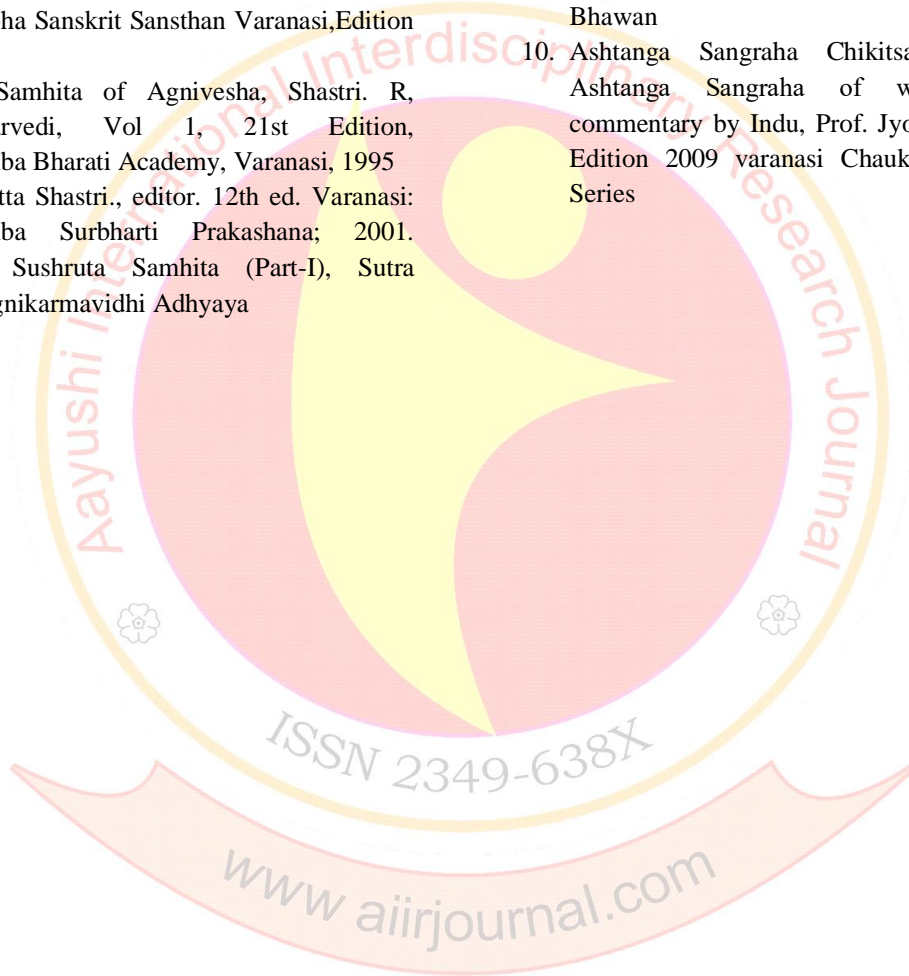 ha Sanskrit Sansthan Varanasi,Edition
Samhita of Agnivesha, Shastri. R,
rvedi, Vol 1, 21st Edition,
ba Bharati Academy, Varanasi, 1995
tta Shastri., editor. 12th ed. Varanasi:
ba Surbharti Prakashana; 2001.
Sushruta Samhita (Part-I), Sutra
gnikarmavidhi Adhyaya
Bhawan
10. Ashtanga Sangraha Chikitsa
Ashtanga Sangraha of w
commentary by Indu, Prof. Jyo
Edition 2009 varanasi Chauk
Series
Aayushi International Interdisciplinary Research Journal
ISSN 2349-638X
www aiirjournal.com